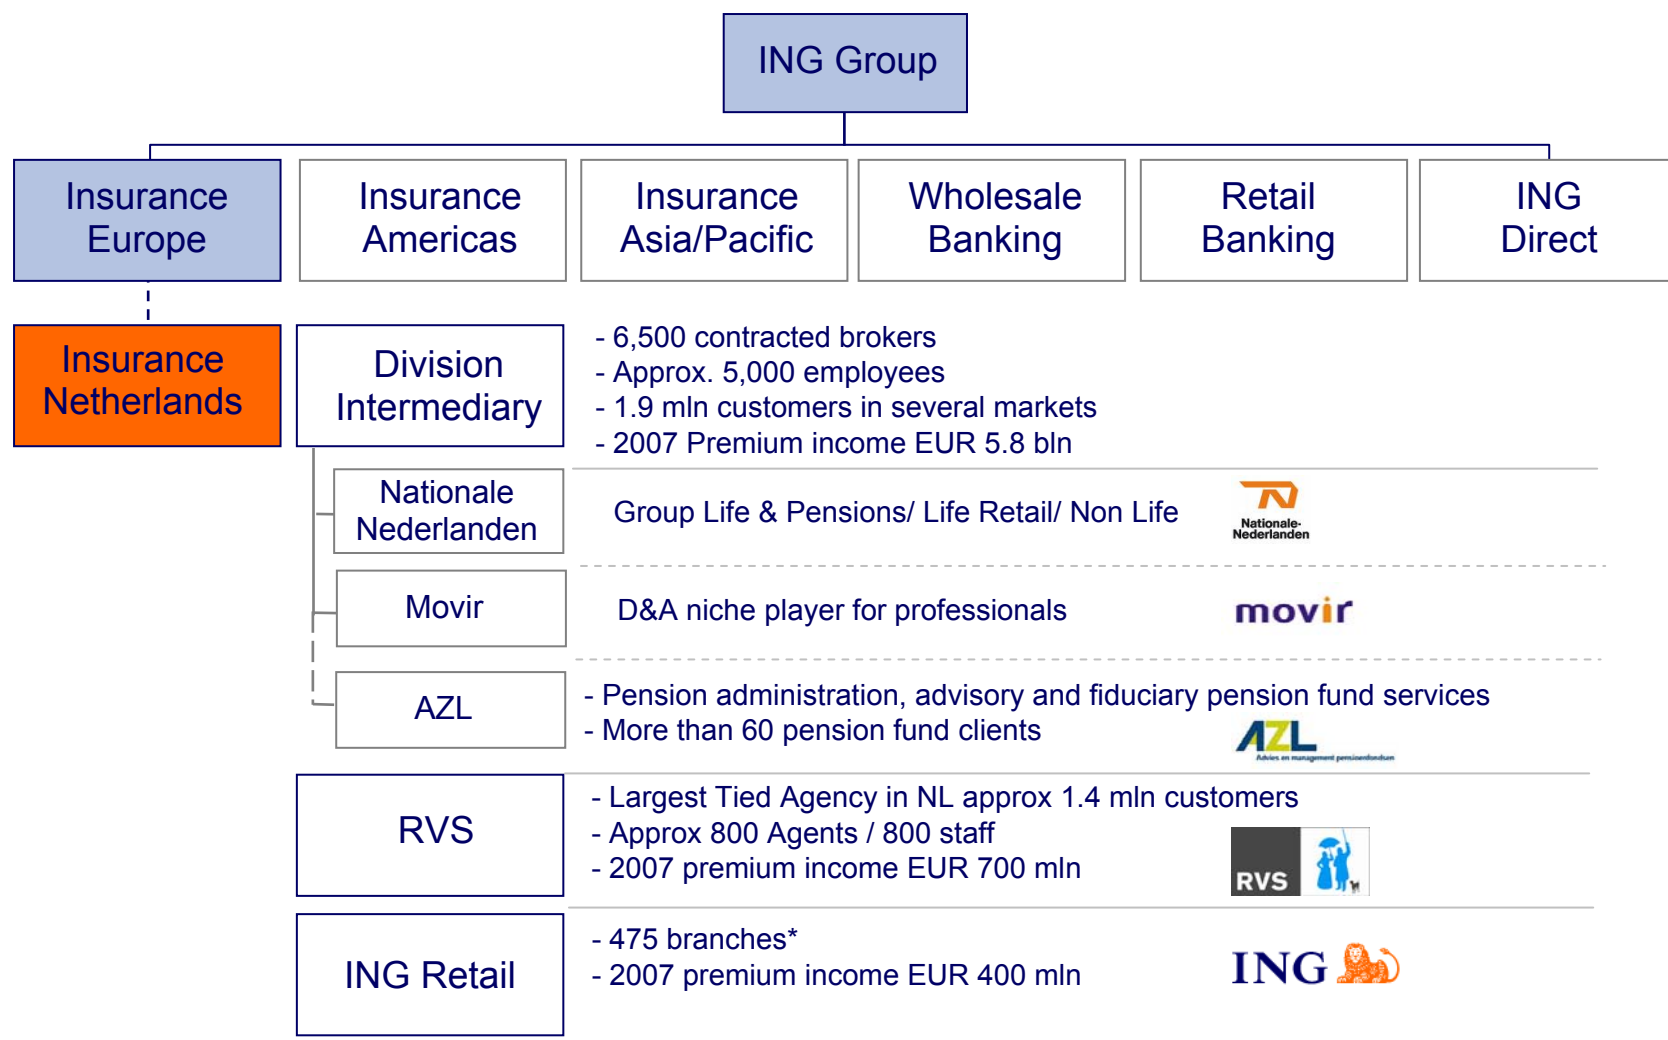 ING Group
Insurance
Europe
Insurance
Americas
Insurance
Asia/Pacific
Wholesale
Banking
Retail
Banking
ING
Direct
Insurance
Netherlands
Division
Intermediary
- 6,500 contracted brokers
- Approx. 5,000 employees
- 1.9 mln customers in several markets
- 2007 Premium income EUR 5.8 bln
Nationale
Nederlanden
Group Life & Pensions/ Life Retail/ Non Life
Nationale-
Nederlanden
Movir
D&A niche player for professionals
movir
AZL
- Pension administration, advisory and fiduciary pension fund services
- More than 60 pension fund clients
AZL
Advies en management pensioenfondsen
RVS
- Largest Tied Agency in NL approx 1.4 mln customers
- Approx 800 Agents / 800 staff
- 2007 premium income EUR 700 mln
RVS
ING Retail
- 475 branches*
- 2007 premium income EUR 400 mln
ING